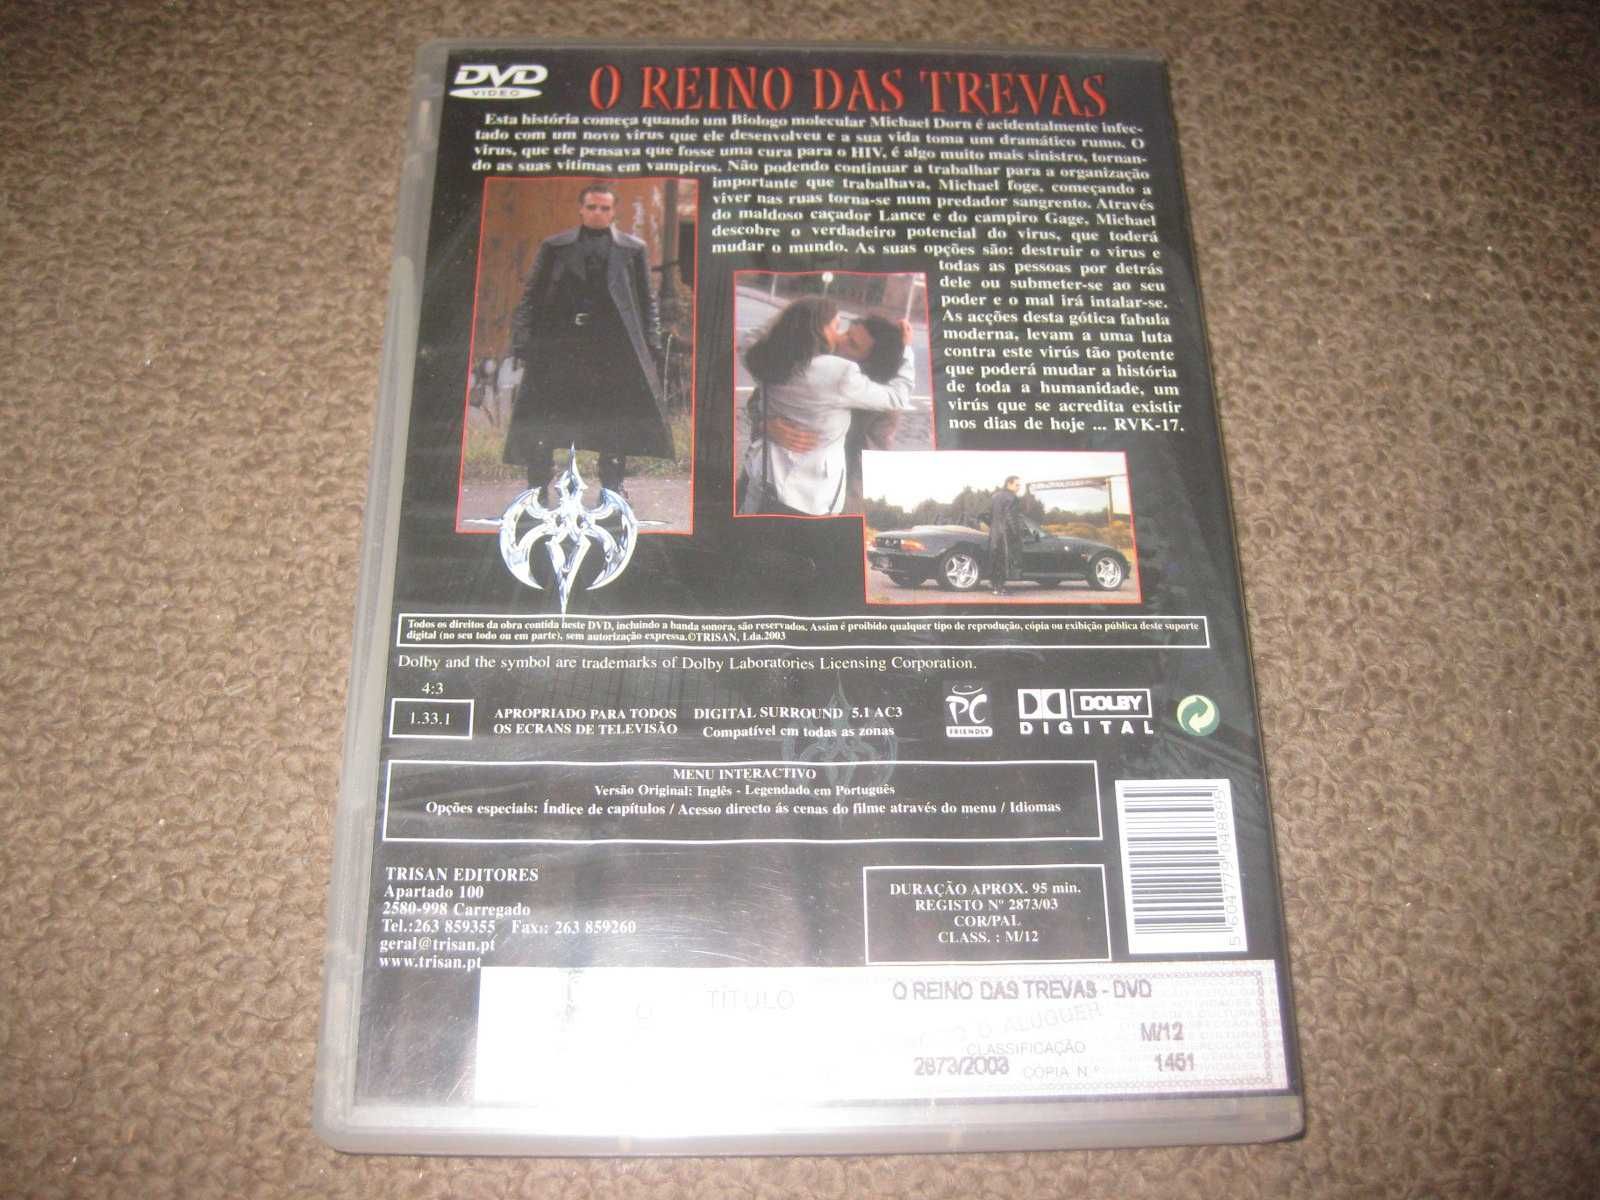 DVD
VIDEO
O REINO DAS TREVAS
Esta história começa quando um Biologo molecular Michael Dorn é acidentalmente infec-
tado com um novo virus que ele desenvolveu e a sua vida toma um dramático rumo. O
virus, que ele pensava que fosse uma cura para o HIV, é algo muito mais sinistro, tornan-
do as suas vítimas em vampiros. Não podendo continuar a trabalhar para a organização
importante que trabalhava, Michael foge, começando a
viver nas ruas torna-se num predador sangrento. Através
do maldoso caçador Lance e do campiro Gage, Michael
descobre o verdadeiro potencial do virus, que toderá
mudar o mundo. As suas opções são: destruir o virus e
todas as pessoas por detrás
dele ou submeter-se ao seu
poder e o mal irá intalar-se.
As acções desta gótica fabula
moderna, levam a uma luta
contra este virús tão potente
que poderá mudar a história
de toda a humanidade, um
virús que se acredita existir
nos dias de hoje ... RVK-17.
Todos os direitos da obra contida neste DVD, incluindo a banda sonora, são reservados. Assim é proibido qualquer tipo de reprodução, cópia ou exibição pública deste suporte
digital (no seu todo ou em parte), sem autorização expressa.©TRISAN, Lda.2003
Dolby and the symbol are trademarks of Dolby Laboratories Licensing Corporation.
4:3
1.33.1
APROPRIADO PARA TODOS
OS ECRANS DE TELEVISÃO
DIGITAL SURROUND 5.1 AC3
Compatível em todas as zonas
PC
FRIENDLY
DOLBY
DIGITAL
MENU INTERACTIVO
Versão Original: Inglês - Legendado em Português
Opções especiais: Índice de capítulos / Acesso directo ás cenas do filme através do menu / Idiomas
TRISAN EDITORES
Apartado 100
2580-998 Carregado
Tel.:263 859355 Fax: 263 859260
geral@trisan.pt
www.trisan.pt
DURAÇÃO APROX. 95 min.
REGISTO Nº 2873/03
COR/PAL
CLASS. : M/12
5 604779 048895
TÍTULO
O REINO DAS TREVAS - DVD
O ALUGUER
M/12
CLASSIFICAÇÃO
2873/2003
CÓPIA N.º
1451